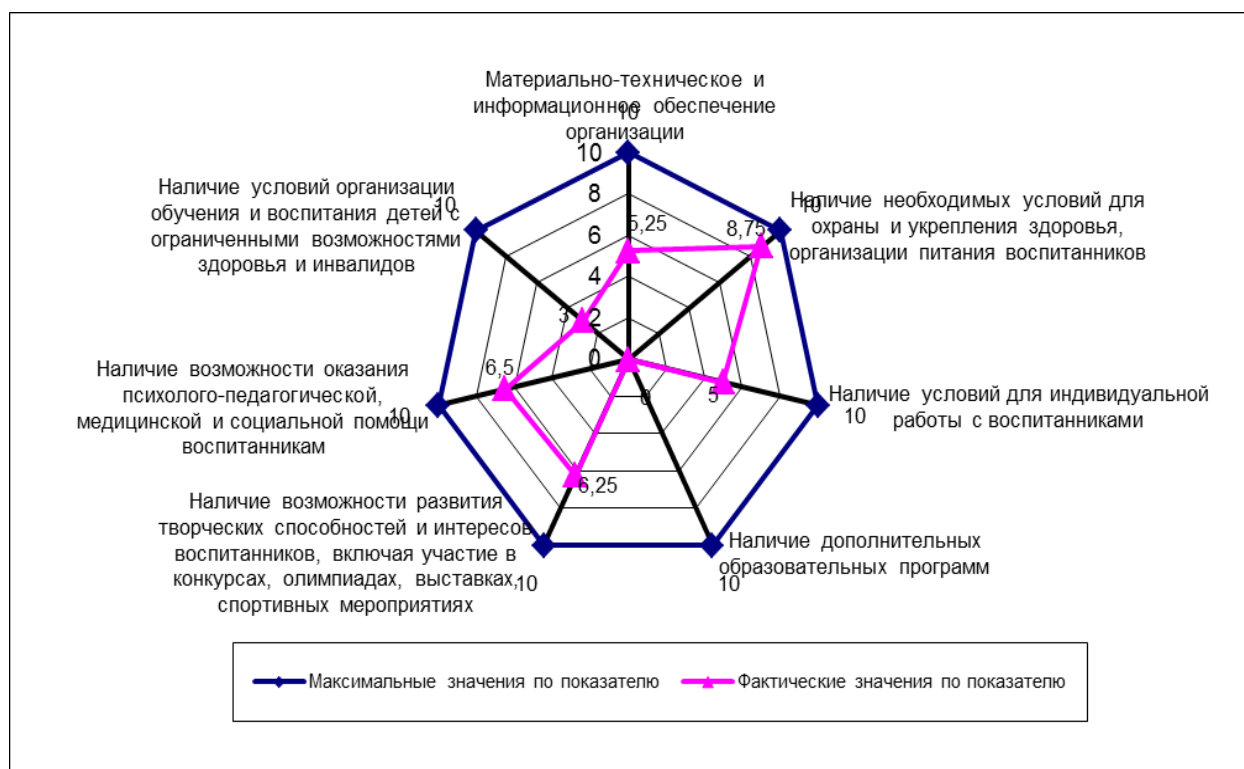 Материально-техническое и
информационное обеспечение
организации
10
10
8
6
4
2
0
5,25
Наличие необходимых условий для
охраны и укрепления здоровья,
организации питания воспитанников
10
8,75
Наличие условий для индивидуальной
работы с воспитанниками
10
5
Наличие дополнительных
образовательных программ
10
0
Наличие возможности развития
творческих способностей и интересов
воспитанников, включая участие в
конкурсах, олимпиадах, выставках,
спортивных мероприятиях
10
6,25
Наличие возможности оказания
психолого-педагогической,
медицинской и социальной помощи
воспитанникам
10
6,5
Наличие условий организации
обучения и воспитания детей с
ограниченными возможностями
здоровья и инвалидов
10
3
Максимальные значения по показателю
Фактические значения по показателю